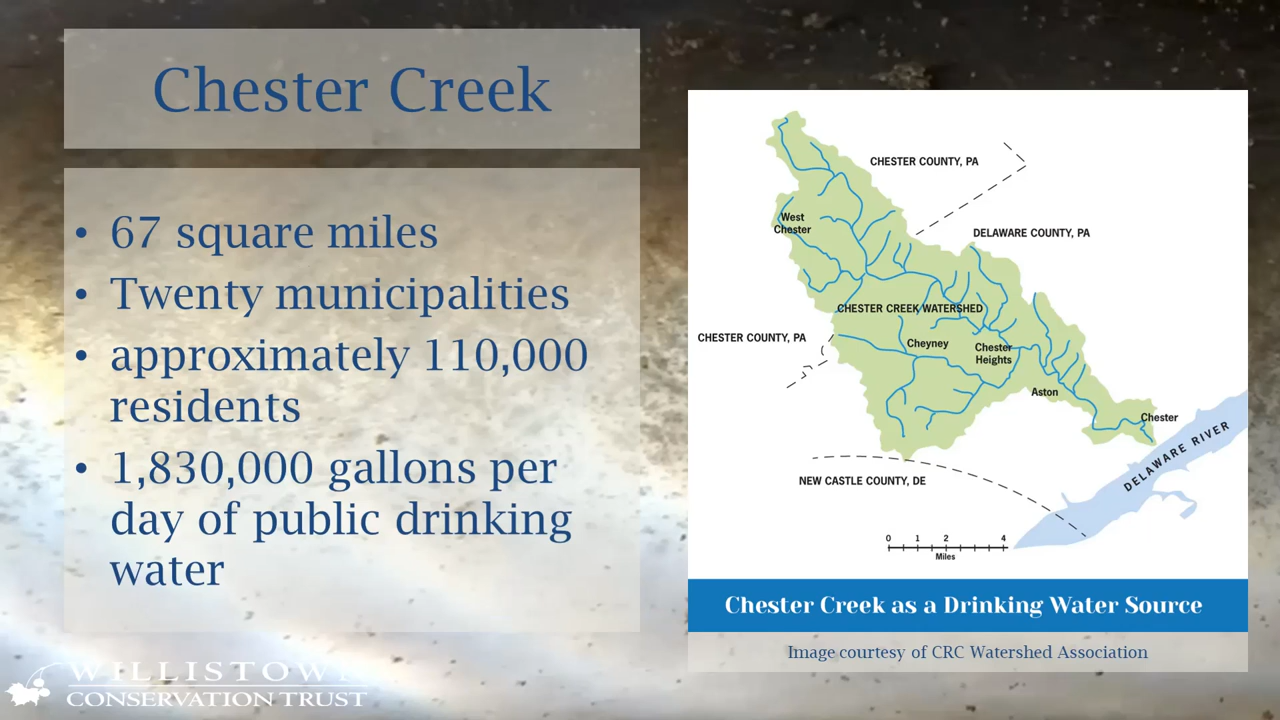 Chester Creek
• 67 square miles
• Twenty municipalities
• approximately 110,000
residents
• 1,830,000 gallons per
day of public drinking
water
CHESTER COUNTY, PA
West
Chester
DELAWARE COUNTY, PA
CHESTER CREEK WATERSHED
CHESTER COUNTY, PA
Cheyney
Chester
Heights
Aston
Chester
DELAWARE RIVER
NEW CASTLE COUNTY, DE
0 1 2 4
Miles
Chester Creek as a Drinking Water Source
Image courtesy of CRC Watershed Association
WILLISTOWN
CONSERVATION TRUST